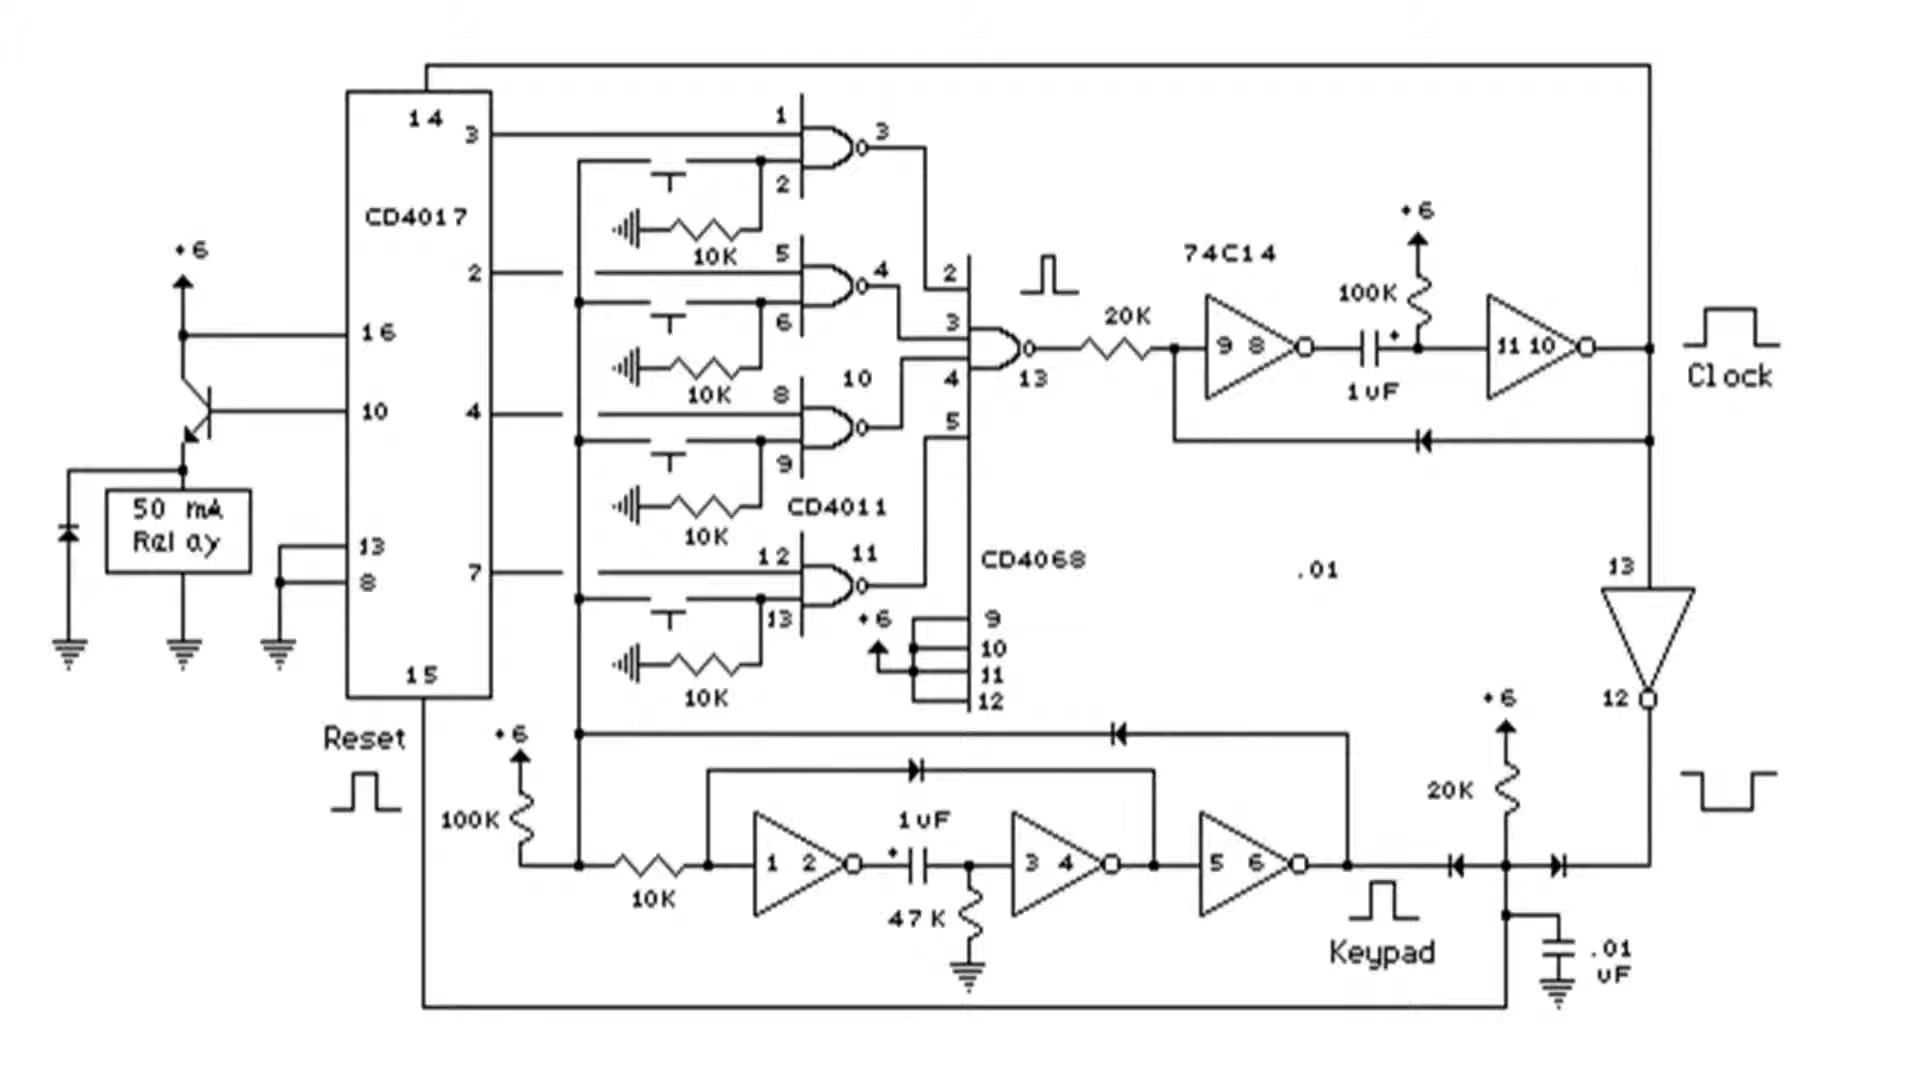 14
3
1
3
2
CD4017
10K
+6
16
10
50 mA
Relay
13
8
2
4
7
15
Reset
5
4
6
10K
8
10
9
10K
CD4011
12
11
13
10K
+6
2
3
4
5
13
CD4068
9
10
11
12
20K
74C14
9 8
1uF
+6
100K
11 10
Clock
.01
13
12
+6
100K
10K
1 2
1uF
47K
3 4
5 6
Keypad
+6
20K
.01
uF